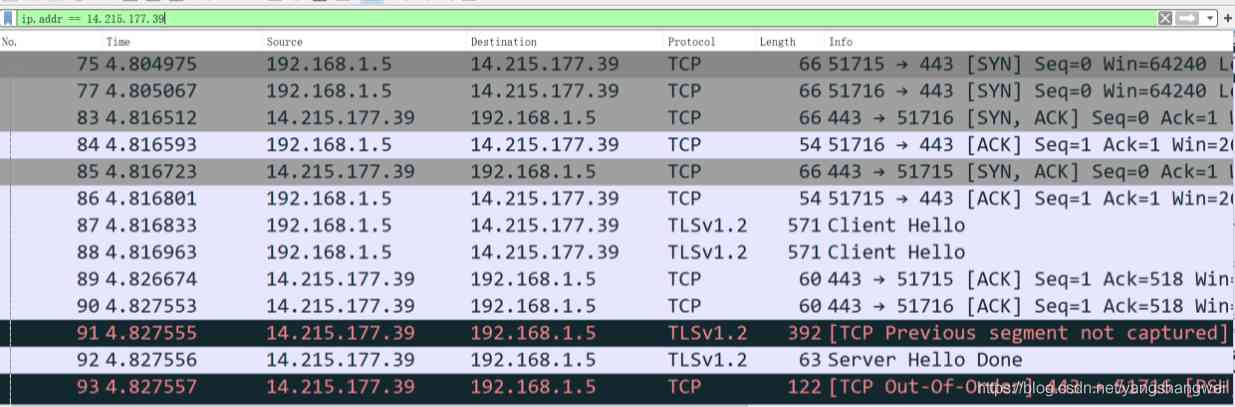 ip.addr == 14.215.177.39
No. Time Source Destination Protocol Length Info
75 4.804975 192.168.1.5 14.215.177.39 TCP 66 51715 → 443 [SYN] Seq=0 Win=64240 L
77 4.805067 192.168.1.5 14.215.177.39 TCP 66 51716 → 443 [SYN] Seq=0 Win=64240 L
83 4.816512 14.215.177.39 192.168.1.5 TCP 66 443 → 51716 [SYN, ACK] Seq=0 Ack=1
84 4.816593 192.168.1.5 14.215.177.39 TCP 54 51716 → 443 [ACK] Seq=1 Ack=1 Win=2
85 4.816723 14.215.177.39 192.168.1.5 TCP 66 443 → 51715 [SYN, ACK] Seq=0 Ack=1
86 4.816801 192.168.1.5 14.215.177.39 TCP 54 51715 → 443 [ACK] Seq=1 Ack=1 Win=2
87 4.816833 192.168.1.5 14.215.177.39 TLSv1.2 571 Client Hello
88 4.816963 192.168.1.5 14.215.177.39 TLSv1.2 571 Client Hello
89 4.826674 14.215.177.39 192.168.1.5 TCP 60 443 → 51715 [ACK] Seq=1 Ack=518 Win=
90 4.827553 14.215.177.39 192.168.1.5 TCP 60 443 → 51716 [ACK] Seq=1 Ack=518 Win=
91 4.827555 14.215.177.39 192.168.1.5 TLSv1.2 392 [TCP Previous segment not captured]
92 4.827556 14.215.177.39 192.168.1.5 TLSv1.2 63 Server Hello Done
93 4.827557 14.215.177.39 192.168.1.5 TCP 122 [TCP Out-Of-Order] 443 → 51716 [PSH
https://blog.csdn.net/yangshangwei